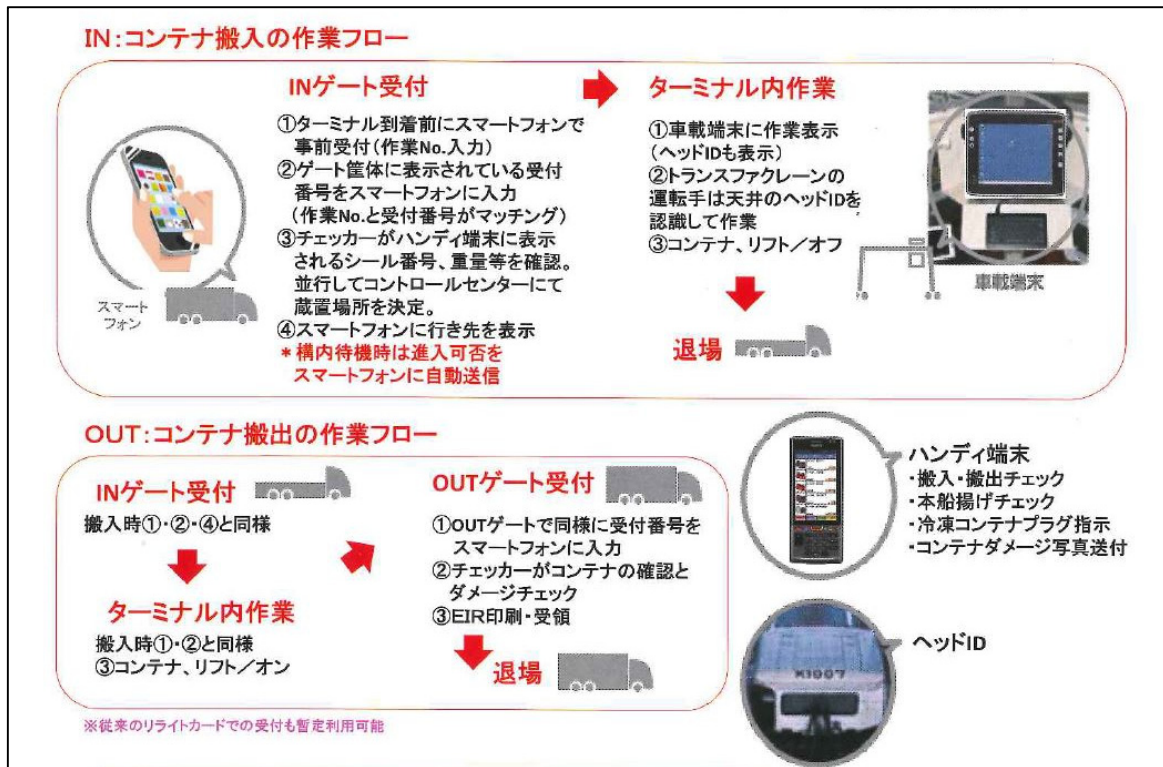 IN:コンテナ搬入の作業フロー
INゲート受付
①ターミナル到着前にスマートフォンで
事前受付(作業No.入力)
②ゲート筐体に表示されている受付
番号をスマートフォンに入力
(作業No.と受付番号がマッチング)
③チェッカーがハンディ端末に表示
されるシール番号、重量等を確認。
並行してコントロールセンターにて
蔵置場所を決定。
④スマートフォンに行き先を表示
*構内待機時は進入可否を
スマートフォンに自動送信
スマート
フォン
ターミナル内作業
①車載端末に作業表示
(ヘッドIDも表示)
②トランスファクレーンの
運転手は天井のヘッドIDを
認識して作業
③コンテナ、リフト/オフ
退場
車載端末
OUT:コンテナ搬出の作業フロー
INゲート受付
搬入時①・②・④と同様
ターミナル内作業
搬入時①・②と同様
③コンテナ、リフト/オン
OUTゲート受付
①OUTゲートで同様に受付番号を
スマートフォンに入力
②チェッカーがコンテナの確認と
ダメージチェック
③EIR印刷・受領
退場
※従来のリライトカードでの受付も暫定利用可能
ハンディ端末
・搬入・搬出チェック
・本船揚げチェック
・冷凍コンテナプラグ指示
・コンテナダメージ写真送付
ヘッドID
K1007